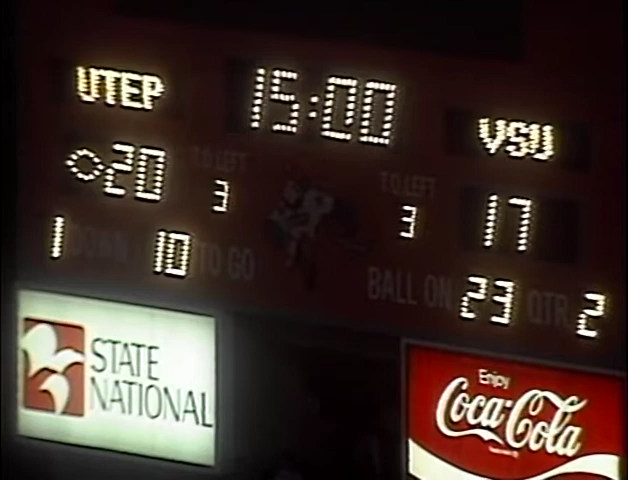 UTEP 15:00 VSU
20 T.O.LEFT 3 T.O.LEFT 3 17
1 DOWN 10 TO GO BALL ON 23 QTR 2
STATE
NATIONAL
Enjoy
Coca-Cola